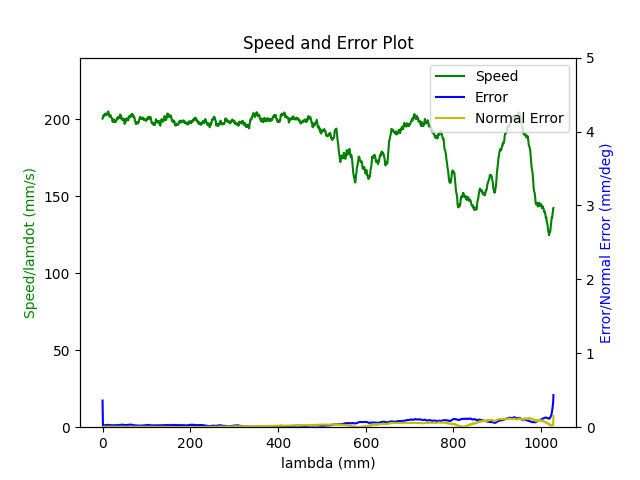 Speed and Error Plot
Speed
Error
Normal Error
Speed/lamdot (mm/s)
200
150
100
50
0
5
4
3
2
1
0
Error/Normal Error (mm/deg)
0
200
400
600
800
1000
lambda (mm)